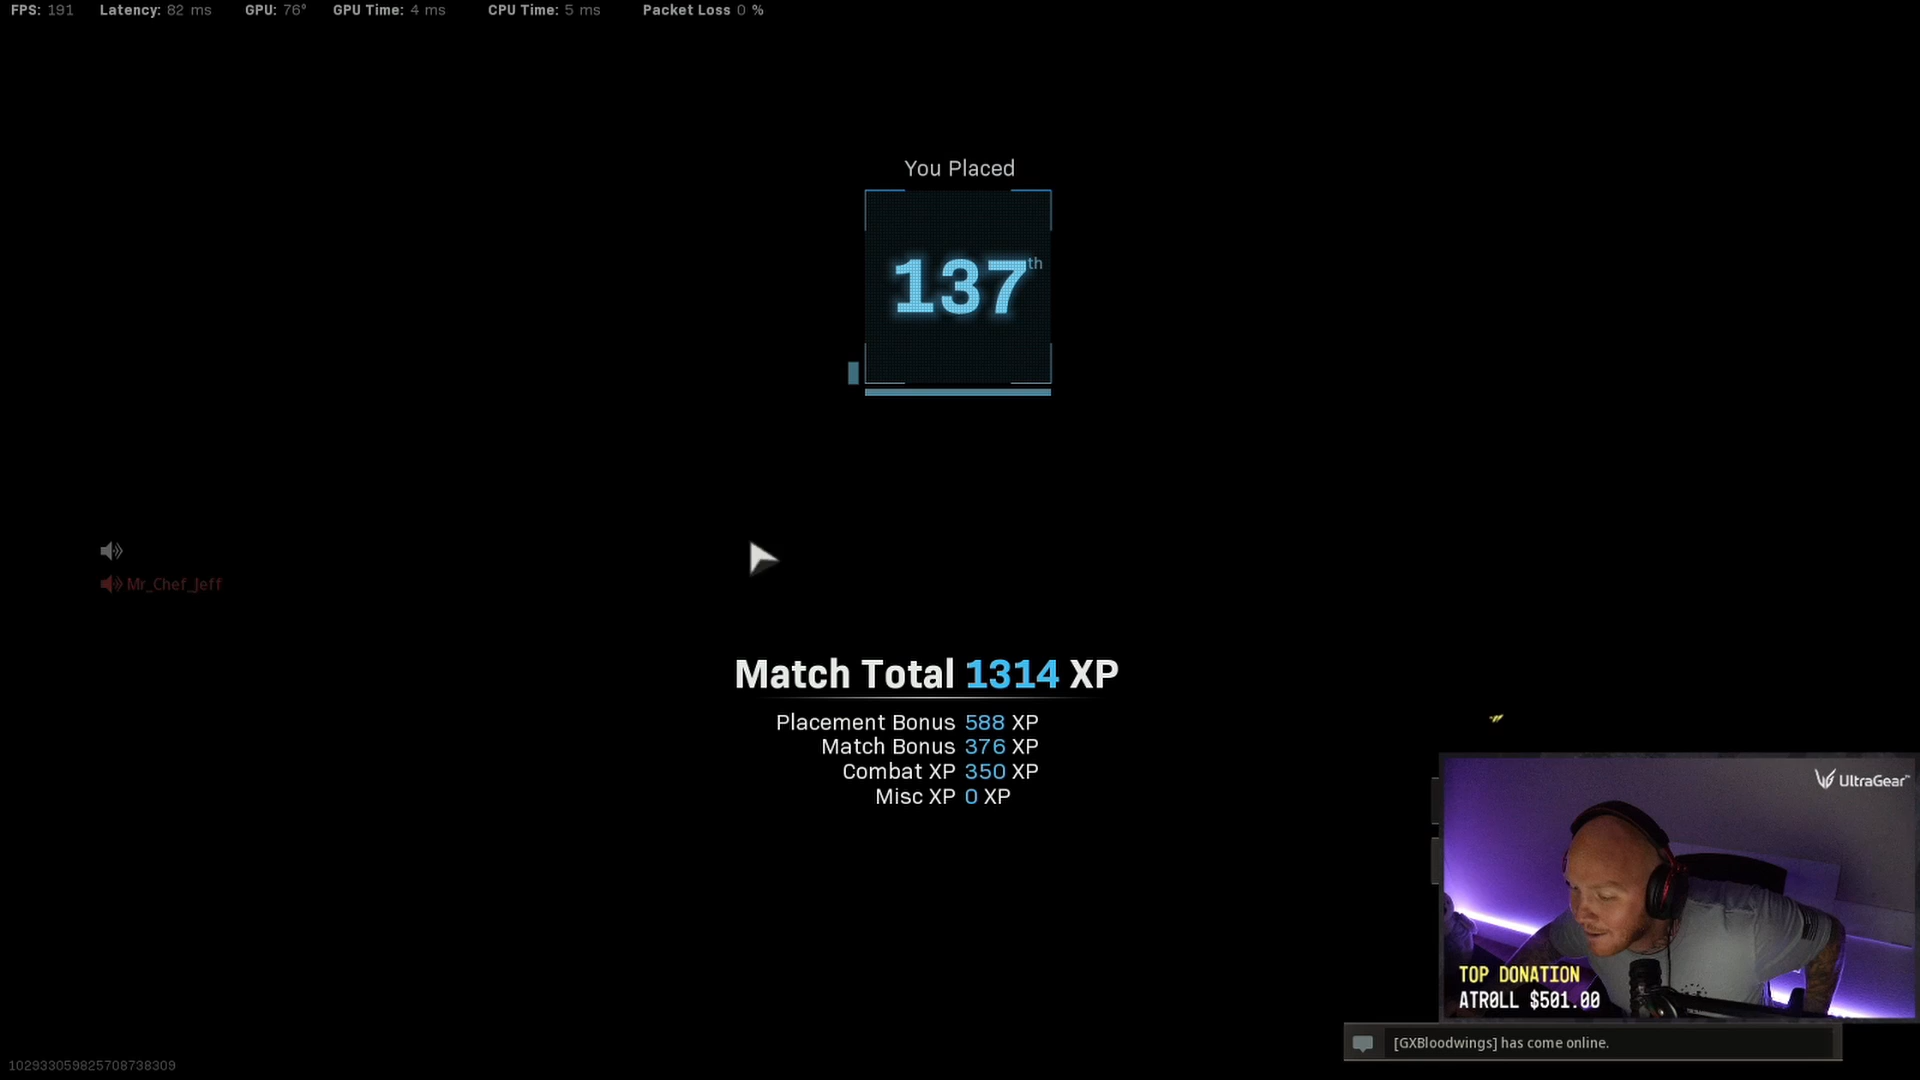 FPS: 191 Latency: 82 ms GPU: 76° GPU Time: 4 ms CPU Time: 5 ms Packet Loss 0 %
You Placed
137th
Mr_Chef_Jeff
Match Total 1314 XP
Placement Bonus 588 XP
Match Bonus 376 XP
Combat XP 350 XP
Misc XP 0 XP
UltraGear™
TOP DONATION
ATR0LL $501.00
[GXBloodwings] has come online.
102933059825708738309